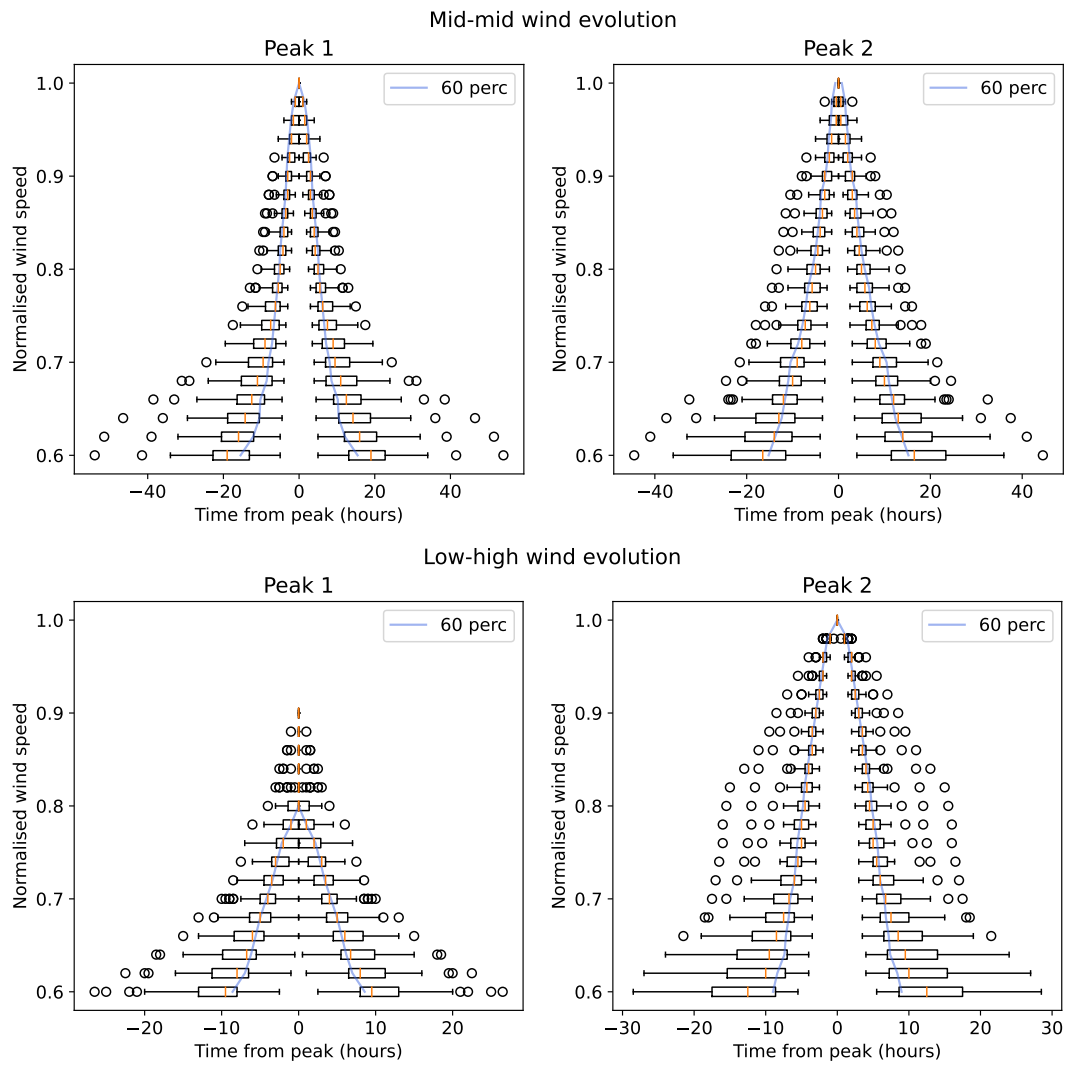 Mid-mid wind evolution
Peak 1
Peak 2
1.0
0.9
0.8
0.7
0.6
Normalised wind speed
60 perc
−40
−20
0
20
40
Time from peak (hours)
1.0
0.9
0.8
0.7
0.6
Normalised wind speed
60 perc
−40
−20
0
20
40
Time from peak (hours)
Low-high wind evolution
Peak 1
Peak 2
1.0
0.9
0.8
0.7
0.6
Normalised wind speed
60 perc
−20
−10
0
10
20
Time from peak (hours)
1.0
0.9
0.8
0.7
0.6
Normalised wind speed
60 perc
−30
−20
−10
0
10
20
30
Time from peak (hours)